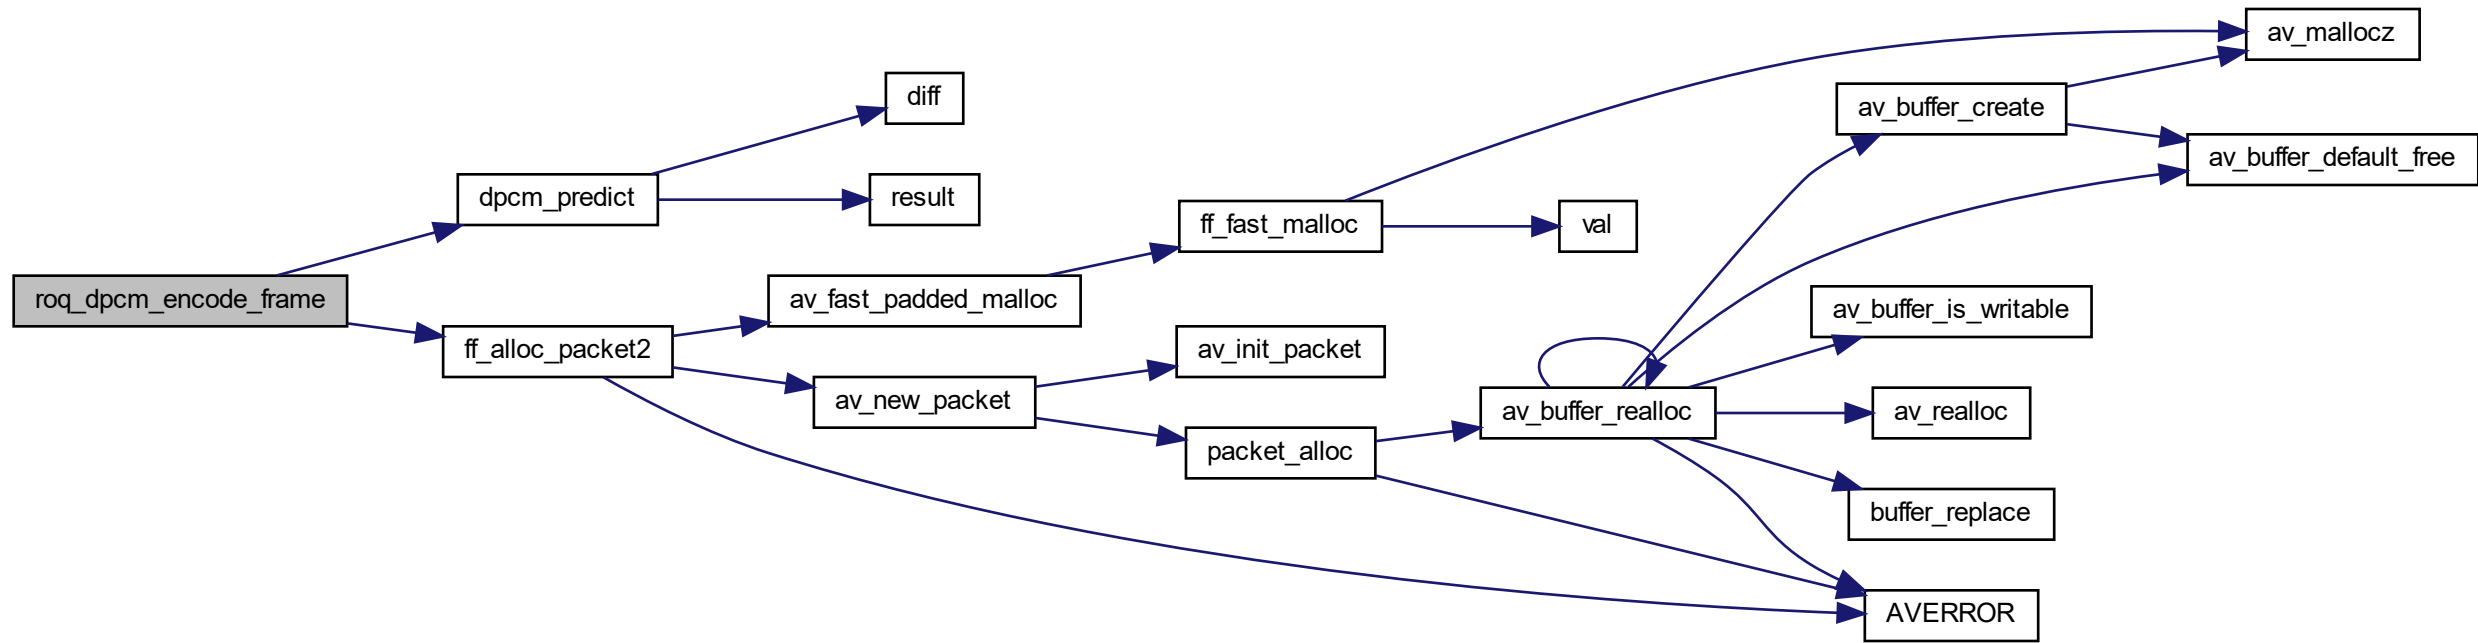 av_mallocz
diff
av_buffer_create
av_buffer_default_free
dpcm_predict
result
ff_fast_malloc
val
roq_dpcm_encode_frame
av_fast_padded_malloc
av_buffer_is_writable
ff_alloc_packet2
av_init_packet
av_new_packet
av_buffer_realloc
av_realloc
packet_alloc
buffer_replace
AVERROR